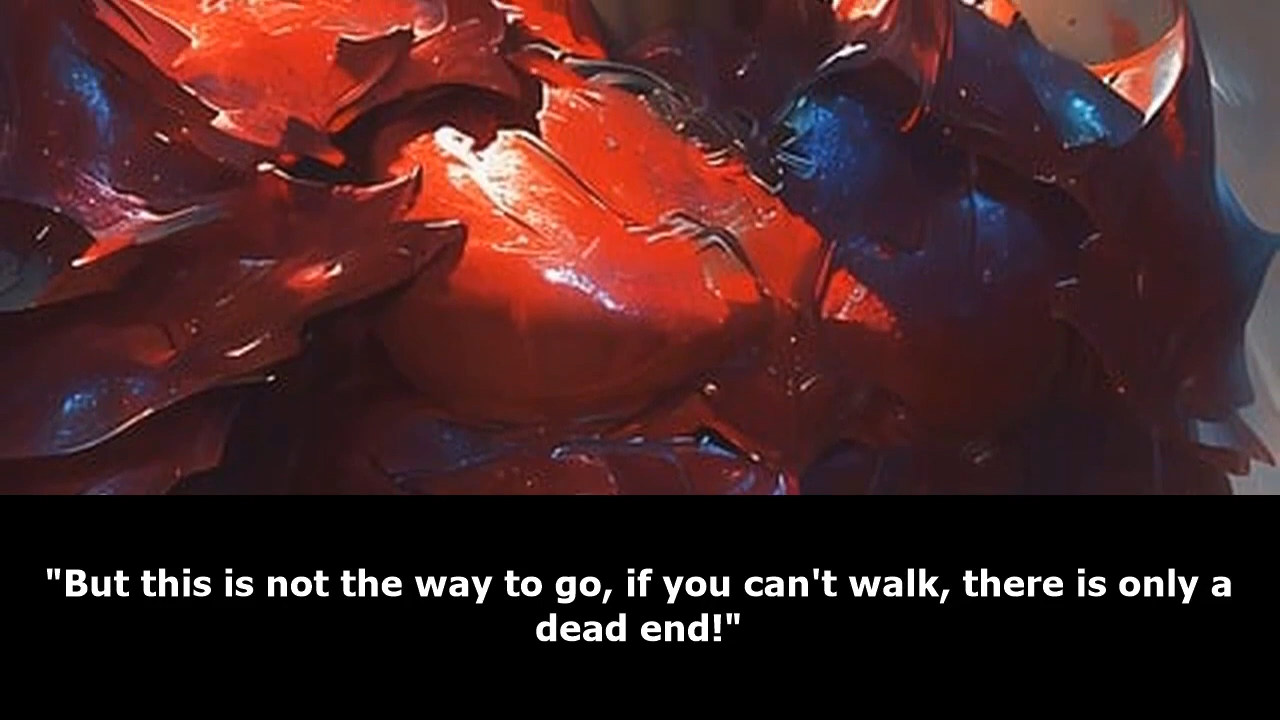 "But this is not the way to go, if you can't walk, there is only a
dead end!"